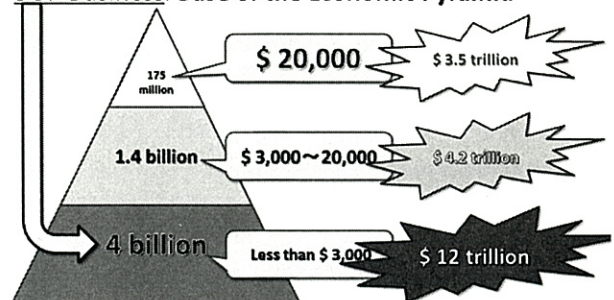 $ 20,000
$ 3.5 trillion
175
million
1.4 billion
$ 3,000～20,000
$ 4.2 trillion
4 billion
Less than $ 3,000
$ 12 trillion